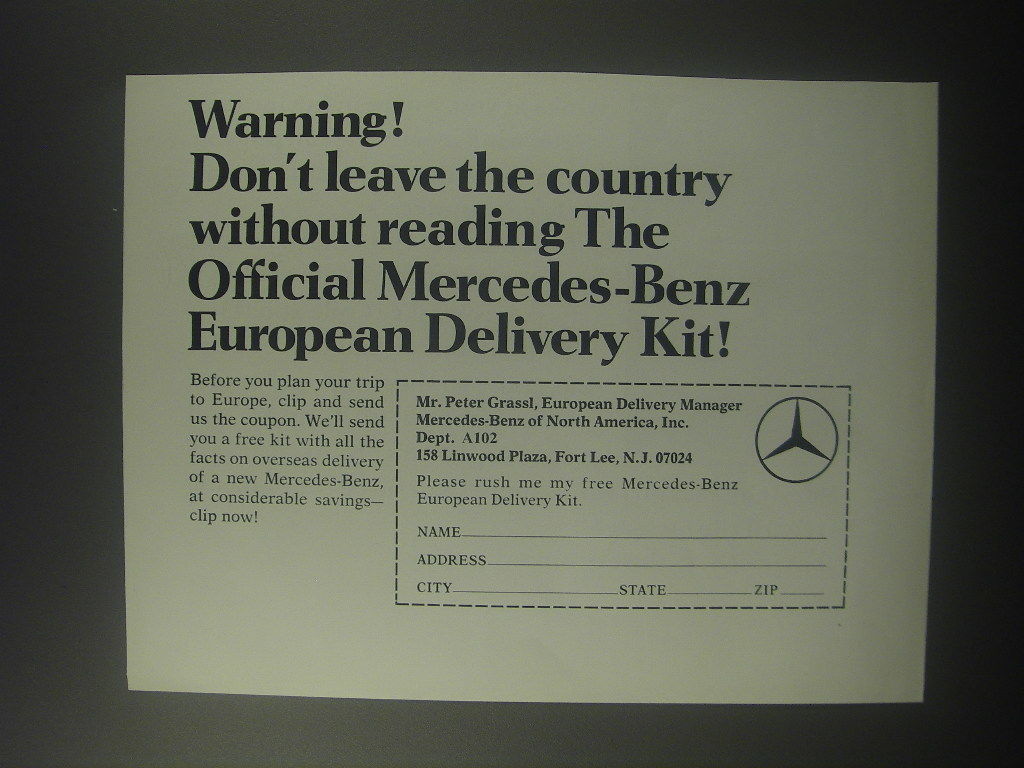 Warning!
Don't leave the country
without reading The
Official Mercedes-Benz
European Delivery Kit!
Before you plan your trip
to Europe, clip and send
us the coupon. We'll send
you a free kit with all the
facts on overseas delivery
of a new Mercedes-Benz,
at considerable savings—
clip now!
Mr. Peter Grassl, European Delivery Manager
Mercedes-Benz of North America, Inc.
Dept. A102
158 Linwood Plaza, Fort Lee, N.J. 07024
Please rush me my free Mercedes-Benz
European Delivery Kit.
NAME
ADDRESS
CITY STATE ZIP